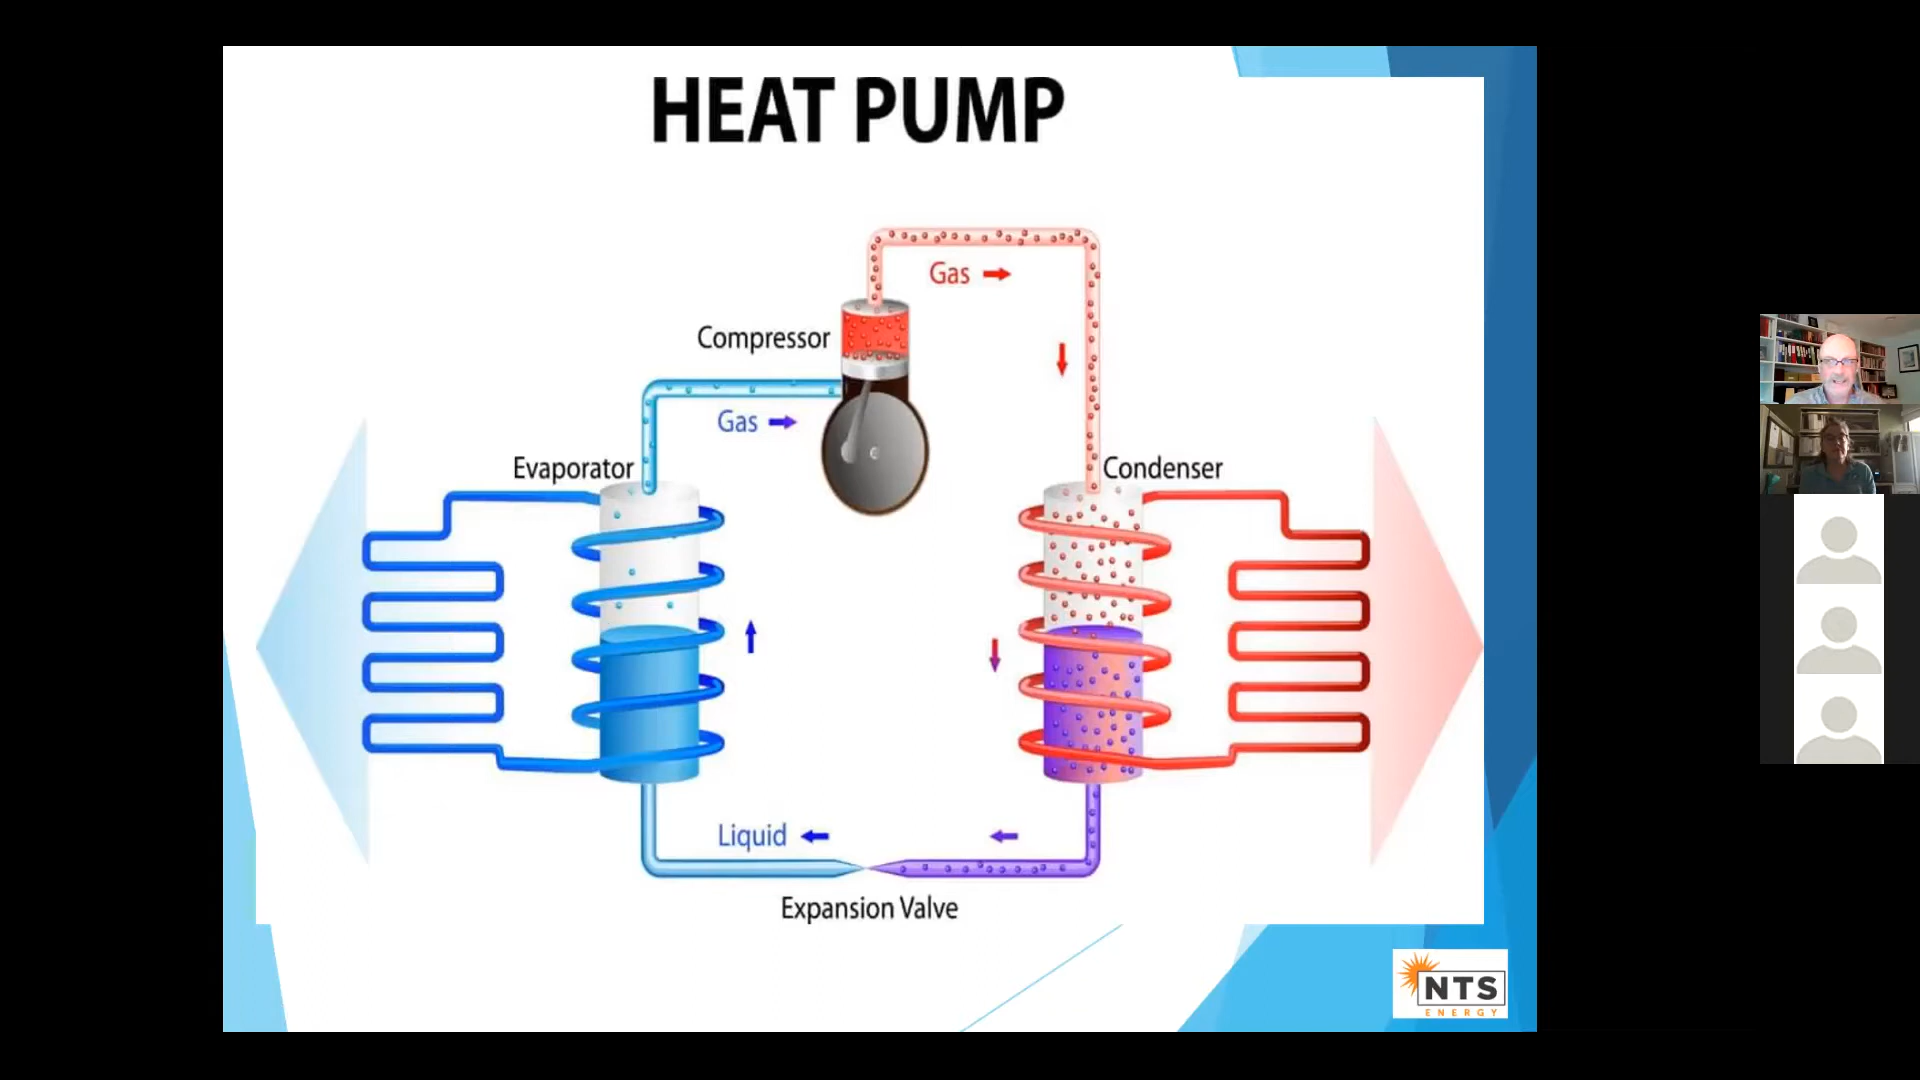 HEAT PUMP
Gas
Compressor
Gas
Evaporator
Condenser
Liquid
Expansion Valve
NTS
ENERGY